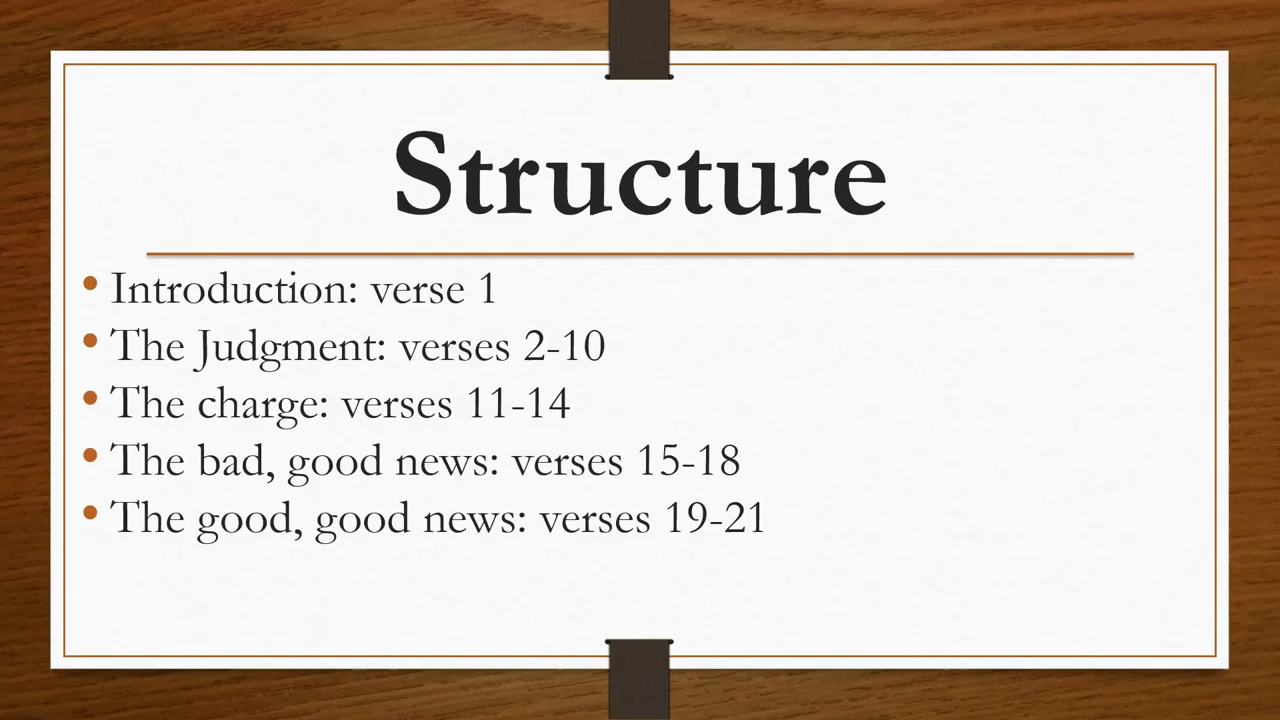 Structure
• Introduction: verse 1
• The Judgment: verses 2-10
• The charge: verses 11-14
• The bad, good news: verses 15-18
• The good, good news: verses 19-21